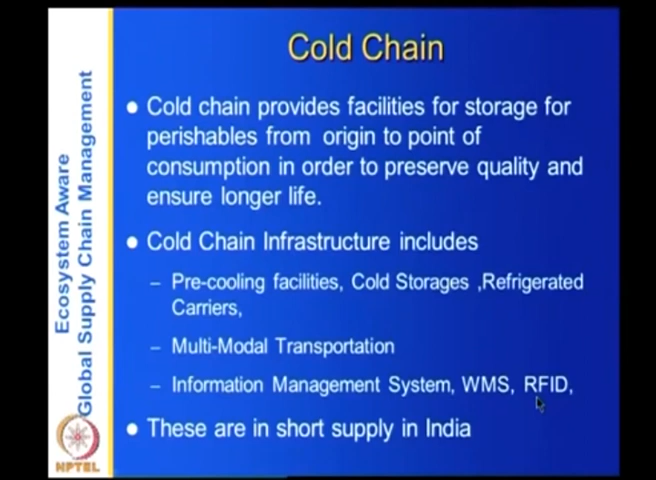 Cold Chain
● Cold chain provides facilities for storage for
perishables from origin to point of
consumption in order to preserve quality and
ensure longer life.
● Cold Chain Infrastructure includes
– Pre-cooling facilities, Cold Storages ,Refrigerated
Carriers,
– Multi-Modal Transportation
– Information Management System, WMS, RFID,
● These are in short supply in India
Ecosystem Aware
Global Supply Chain Management
NPTEL